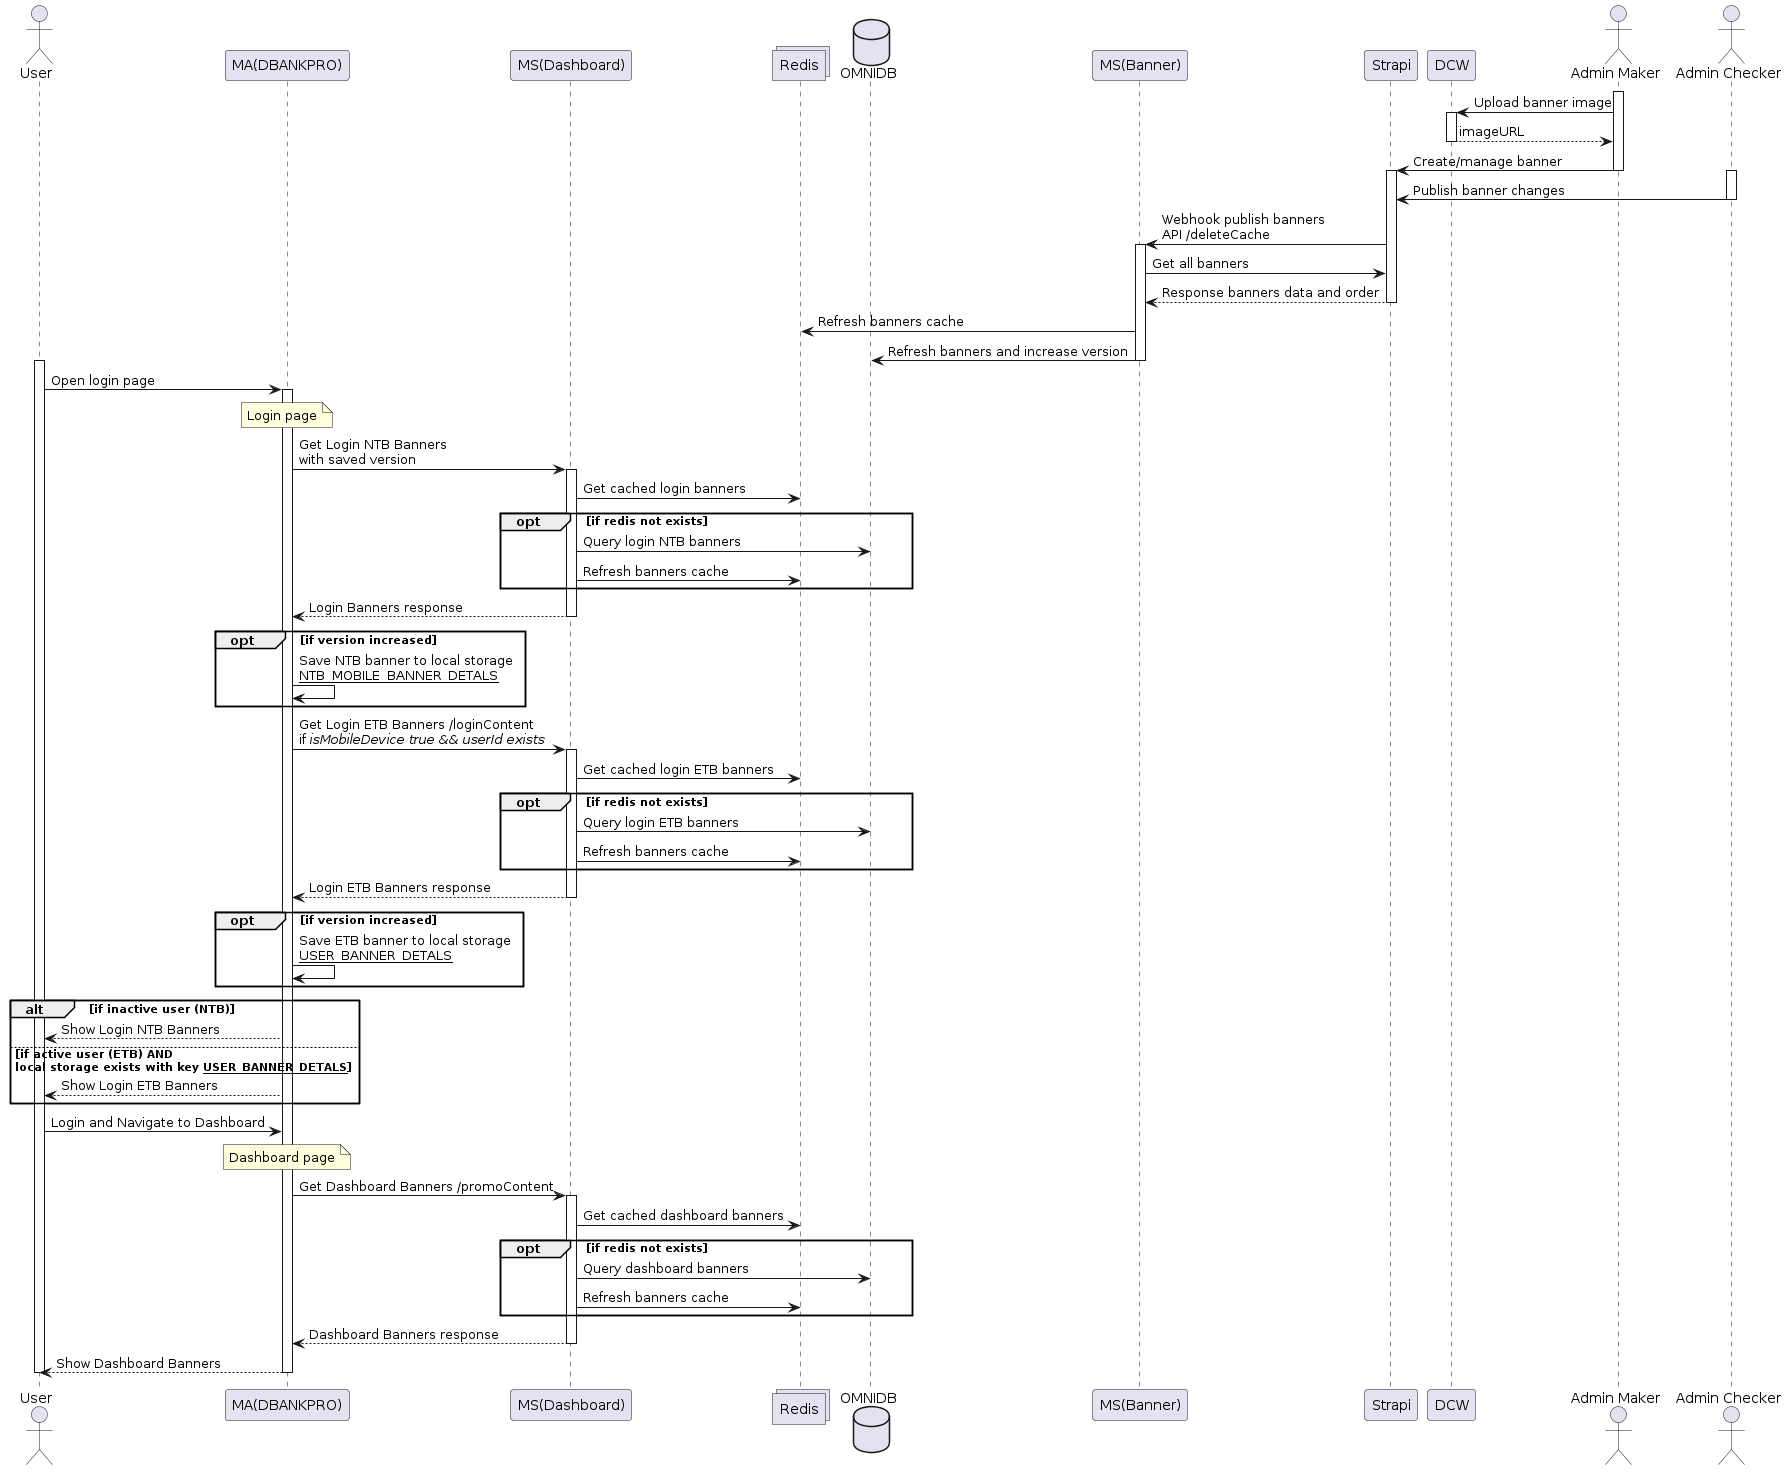 User
MA(DBANKPRO)
MS(Dashboard)
Redis
OMNIDB
MS(Banner)
Strapi
DCW
Admin Maker
Admin Checker
Upload banner image
imageURL
Create/manage banner
Publish banner changes
Webhook publish banners
API /deleteCache
Get all banners
Response banners data and order
Refresh banners cache
Refresh banners and increase version
Open login page
Login page
Get Login NTB Banners
with saved version
Get cached login banners
opt [if redis not exists]
Query login NTB banners
Refresh banners cache
Login Banners response
opt [if version increased]
Save NTB banner to local storage
NTB_MOBILE_BANNER_DETALS
Get Login ETB Banners /loginContent
if isMobileDevice true && userId exists
Get cached login ETB banners
opt [if redis not exists]
Query login ETB banners
Refresh banners cache
Login ETB Banners response
opt [if version increased]
Save ETB banner to local storage
USER_BANNER_DETALS
alt [if inactive user (NTB)]
Show Login NTB Banners
[if active user (ETB) AND
local storage exists with key USER_BANNER_DETALS]
Show Login ETB Banners
Login and Navigate to Dashboard
Dashboard page
Get Dashboard Banners /promoContent
Get cached dashboard banners
opt [if redis not exists]
Query dashboard banners
Refresh banners cache
Dashboard Banners response
Show Dashboard Banners
User
MA(DBANKPRO)
MS(Dashboard)
Redis
OMNIDB
MS(Banner)
Strapi
DCW
Admin Maker
Admin Checker